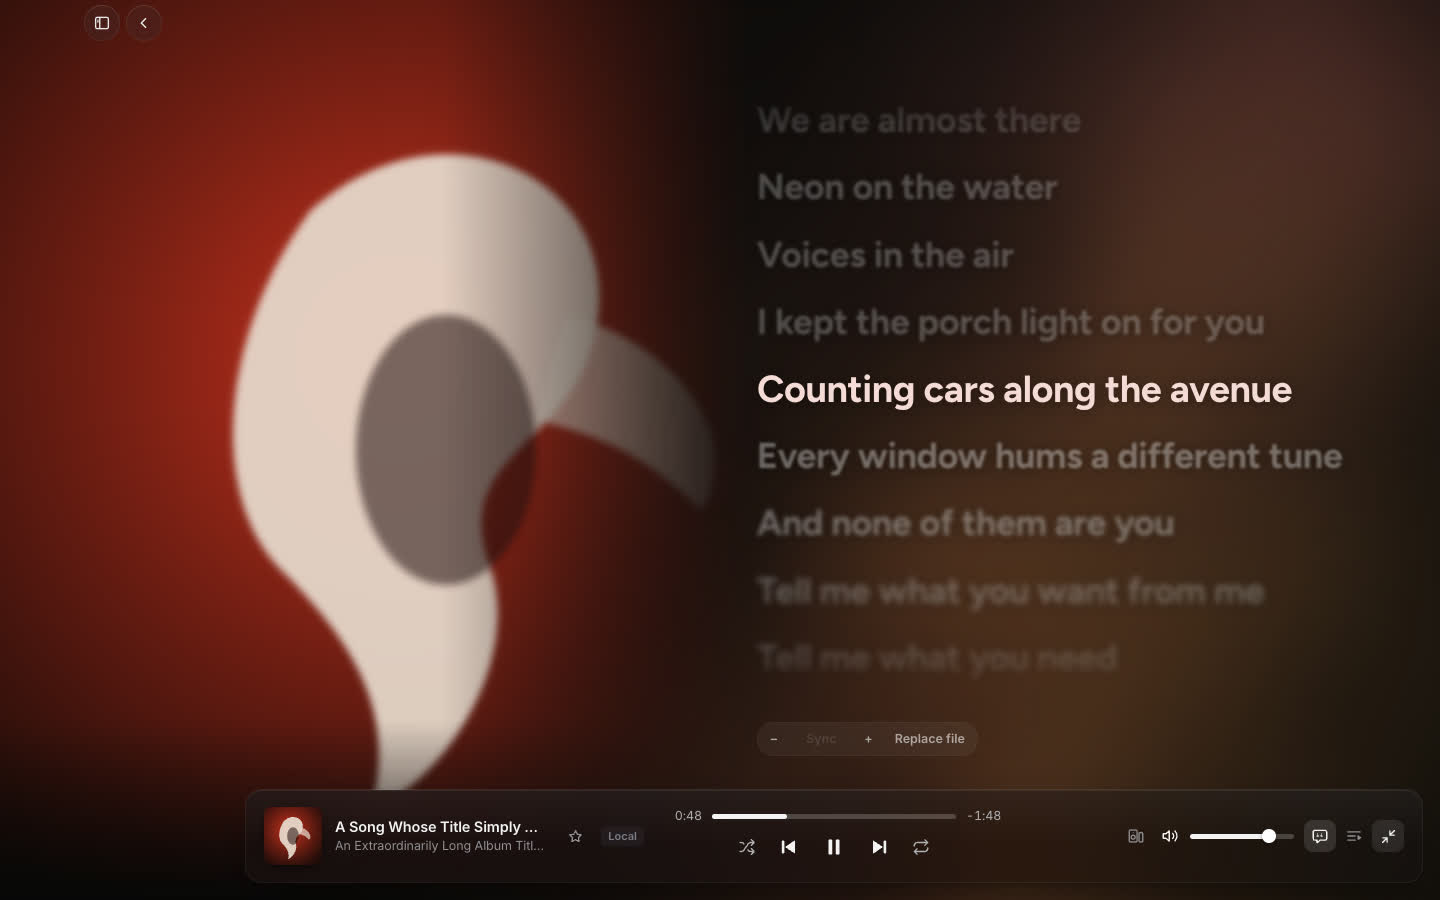 We are almost there
Neon on the water
Voices in the air
I kept the porch light on for you
Counting cars along the avenue
Every window hums a different tune
And none of them are you
Tell me what you want from me
Tell me what you need
− Sync + Replace file
0:48 -1:48
A Song Whose Title Simply ...
An Extraordinarily Long Album Titl...
Local